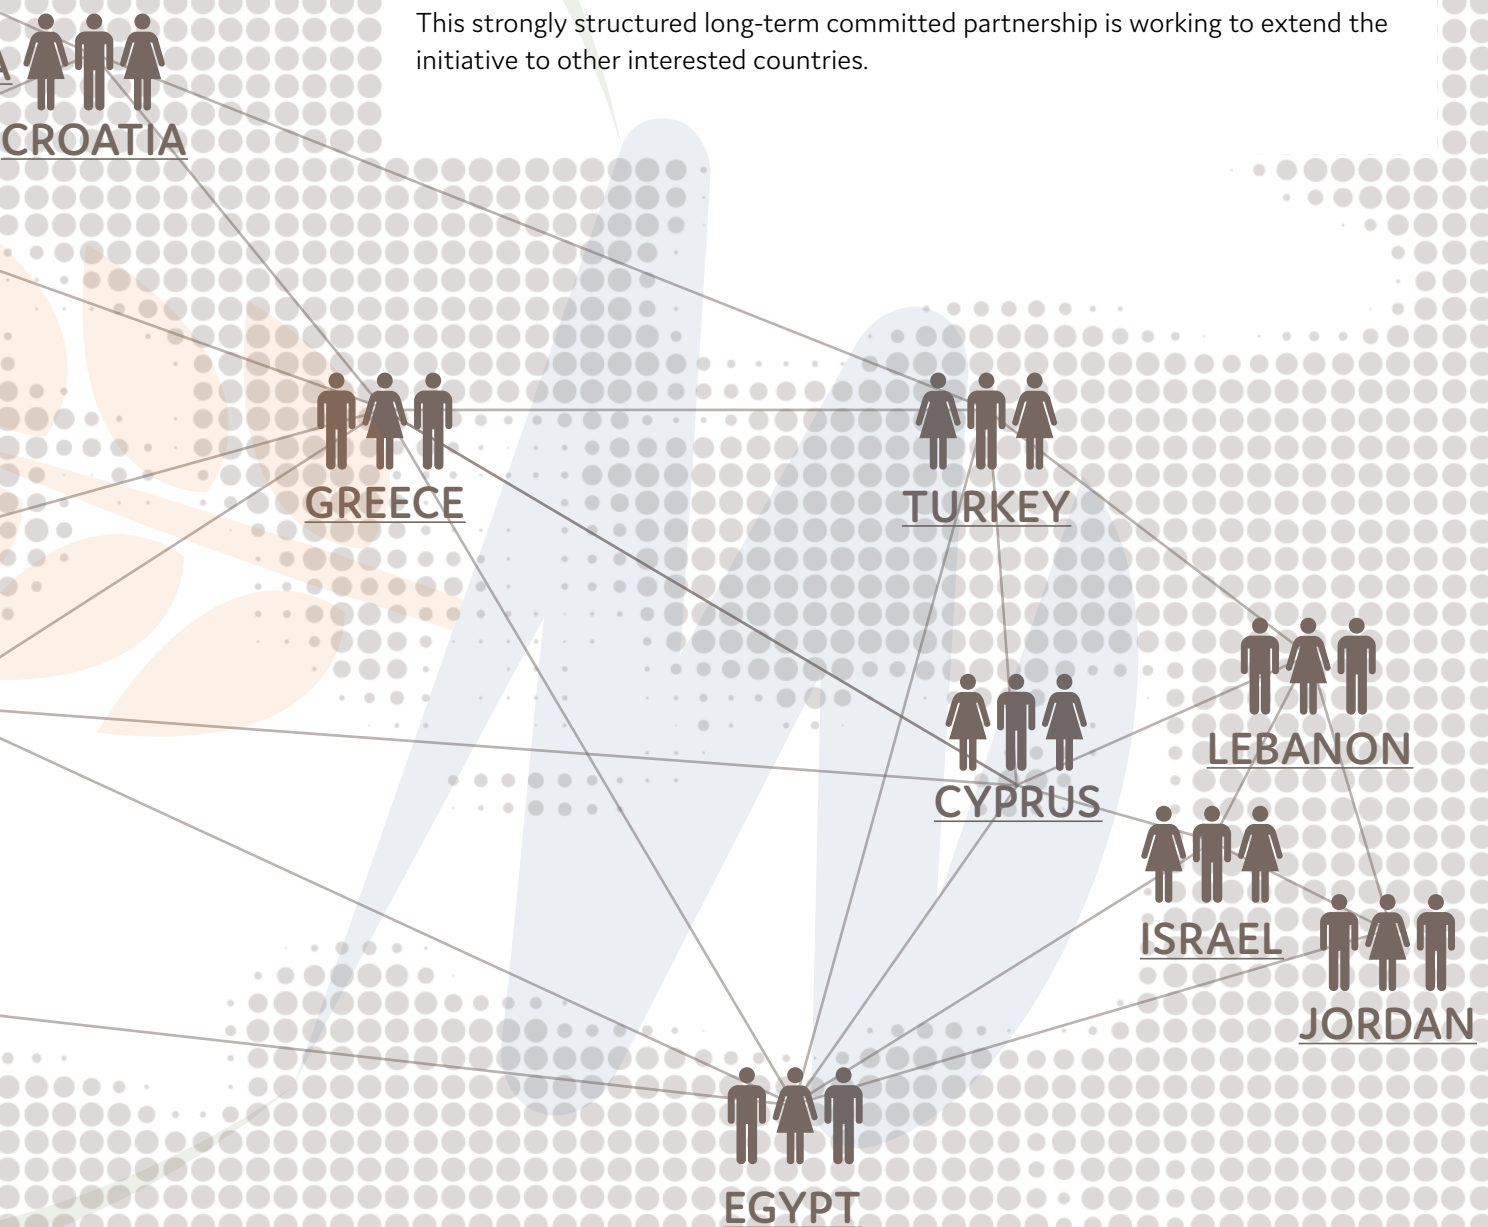 This strongly structured long-term committed partnership is working to extend the
initiative to other interested countries.
A
CROATIA
GREECE
TURKEY
LEBANON
CYPRUS
ISRAEL
JORDAN
EGYPT